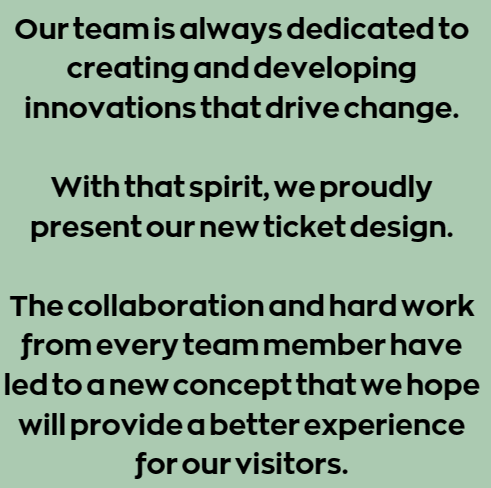 Our team is always dedicated to
creating and developing
innovations that drive change.
With that spirit, we proudly
present our new ticket design.
The collaboration and hard work
from every team member have
led to a new concept that we hope
will provide a better experience
for our visitors.